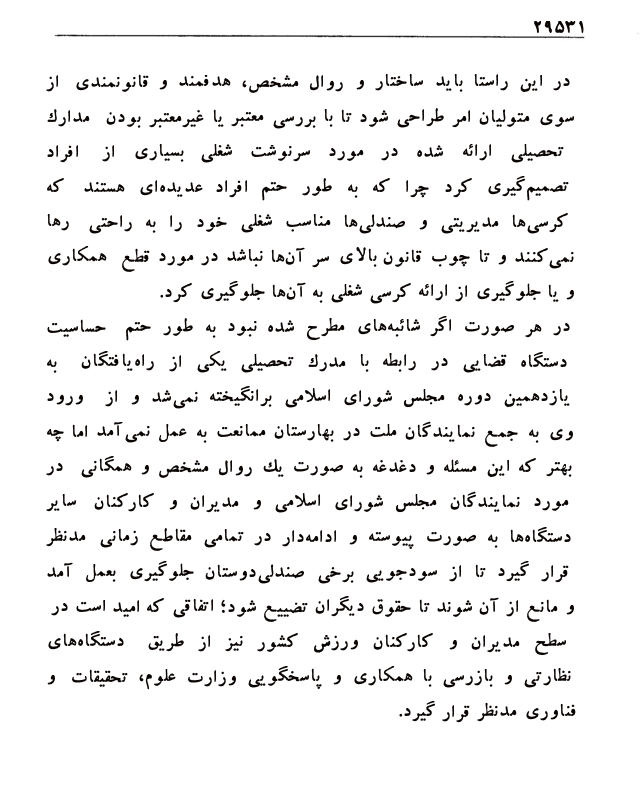 ۲۹۵۳۱
در این راستا باید ساختار و روال مشخص، هدفمند و قانونمندی از
سوی متولیان امر طراحی شود تا با بررسی معتبر یا غیرمعتبر بودن مدارك
تحصیلی ارائه شده در مورد سرنوشت شغلی بسیاری از افراد
تصمیم‌گیری کرد چرا که به طور حتم افراد عدیده‌ای هستند که
کرسی‌ها مدیریتی و صندلی‌ها مناسب شغلی خود را به راحتی رها
نمی‌کنند و تا چوب قانون بالای سر آن‌ها نباشد در مورد قطع همکاری
و یا جلوگیری از ارائه کرسی شغلی به آن‌ها جلوگیری کرد.
در هر صورت اگر شائبه‌های مطرح شده نبود به طور حتم حساسیت
دستگاه قضایی در رابطه با مدرك تحصیلی یکی از راه‌یافتگان به
یازدهمین دوره مجلس شورای اسلامی برانگیخته نمی‌شد و از ورود
وی به جمع نمایندگان ملت در بهارستان ممانعت به عمل نمی‌آمد اما چه
بهتر که این مسئله و دغدغه به صورت يك روال مشخص و همگانی در
مورد نمایندگان مجلس شورای اسلامی و مدیران و کارکنان سایر
دستگاه‌ها به صورت پیوسته و ادامه‌دار در تمامی مقاطع زمانی مدنظر
قرار گیرد تا از سودجویی برخی صندلی‌دوستان جلوگیری بعمل آمد
و مانع از آن شوند تا حقوق دیگران تضییع شود؛ اتفاقی که امید است در
سطح مدیران و کارکنان ورزش کشور نیز از طریق دستگاه‌های
نظارتی و بازرسی با همکاری و پاسخگویی وزارت علوم، تحقیقات و
فناوری مدنظر قرار گیرد.